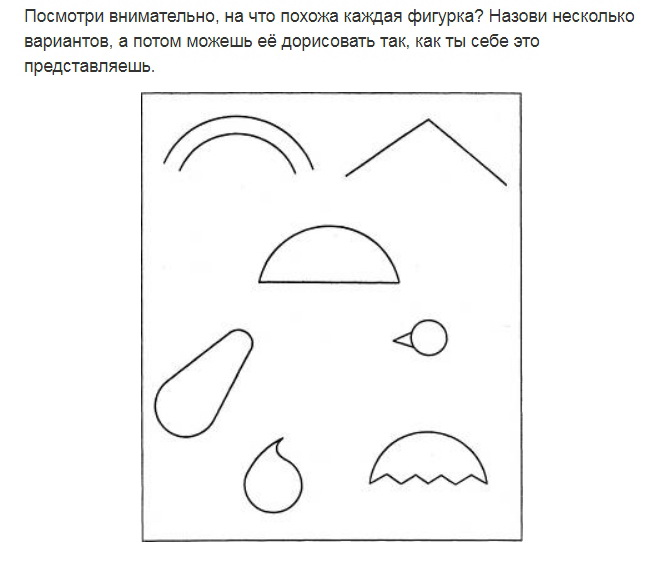 Посмотри внимательно, на что похожа каждая фигурка? Назови несколько
вариантов, а потом можешь её дорисовать так, как ты себе это
представляешь.